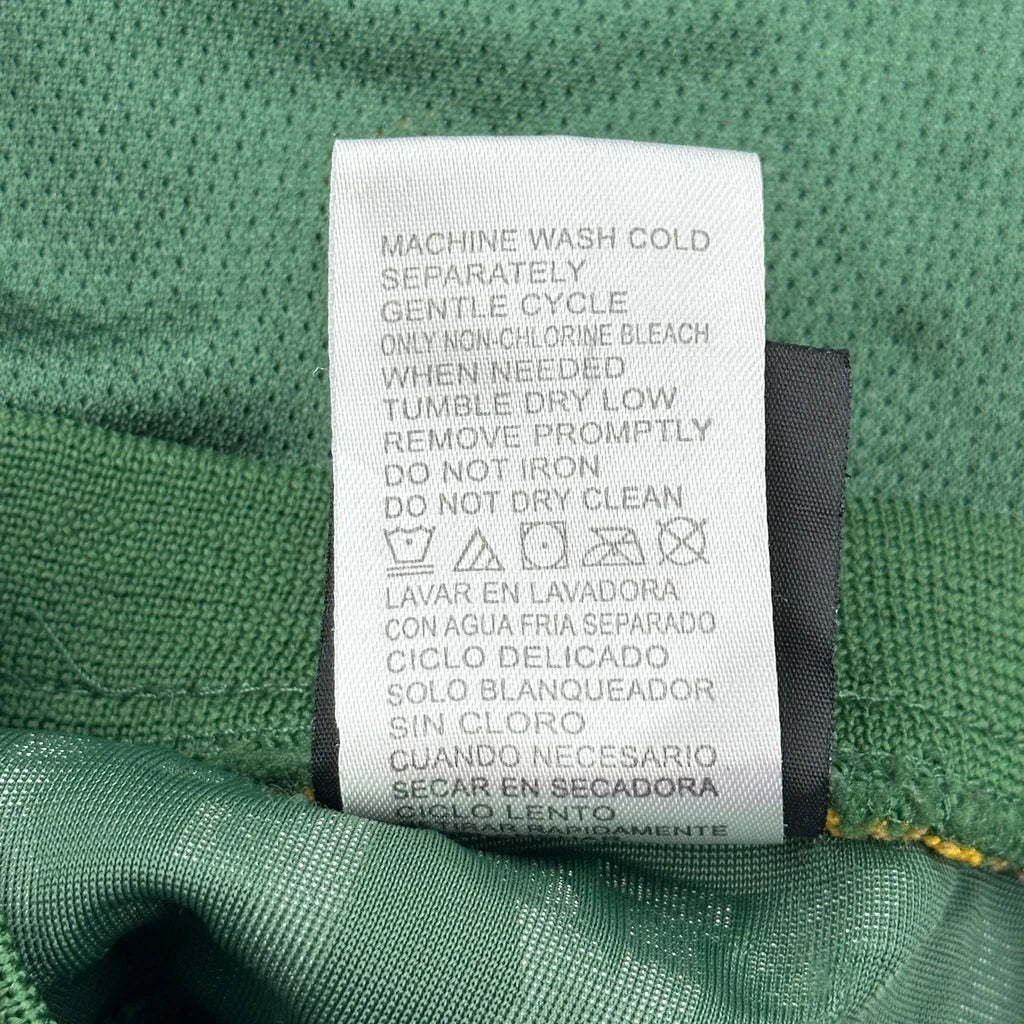 MACHINE WASH COLD
SEPARATELY
GENTLE CYCLE
ONLY NON-CHLORINE BLEACH
WHEN NEEDED
TUMBLE DRY LOW
REMOVE PROMPTLY
DO NOT IRON
DO NOT DRY CLEAN
LAVAR EN LAVADORA
CON AGUA FRIA SEPARADO
CICLO DELICADO
SOLO BLANQUEADOR
SIN CLORO
CUANDO NECESARIO
SECAR EN SECADORA
CICLO LENTO
RAPIDAMENTE